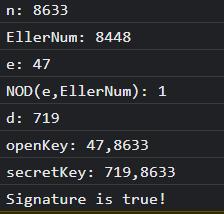 n: 8633
EllerNum: 8448
e: 47
NOD(e,EllerNum): 1
d: 719
openKey: 47,8633
secretKey: 719,8633
Signature is true!